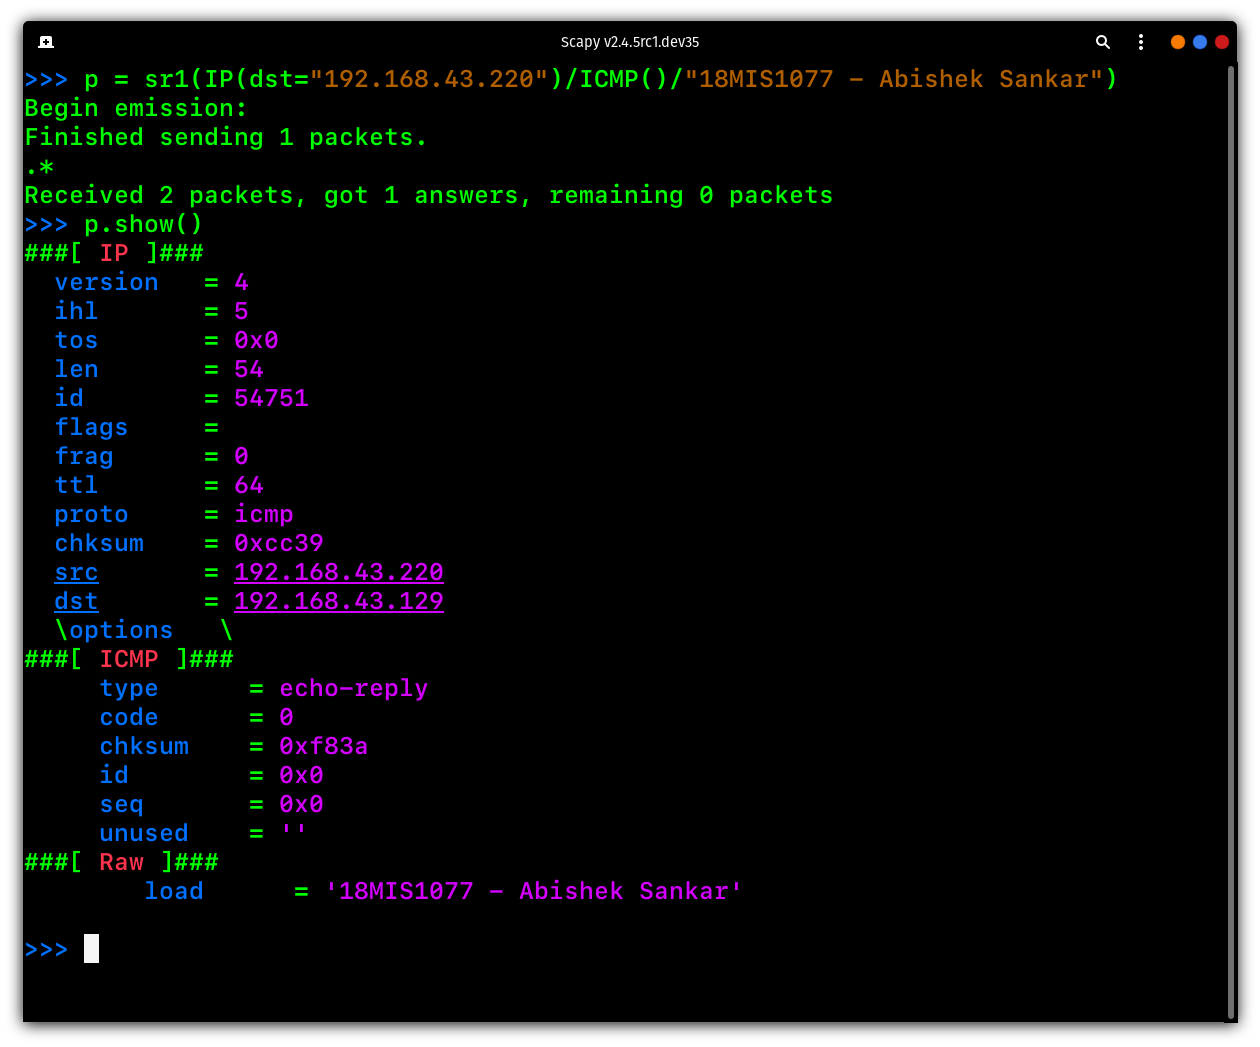 Scapy v2.4.5rc1.dev35
>>> p = sr1(IP(dst="192.168.43.220")/ICMP()/"18MIS1077 - Abishek Sankar")
Begin emission:
Finished sending 1 packets.
.*
Received 2 packets, got 1 answers, remaining 0 packets
>>> p.show()
###[ IP ]###
  version   = 4
  ihl       = 5
  tos       = 0x0
  len       = 54
  id        = 54751
  flags     =
  frag      = 0
  ttl       = 64
  proto     = icmp
  chksum    = 0xcc39
  src       = 192.168.43.220
  dst       = 192.168.43.129
  \options   \
###[ ICMP ]###
     type      = echo-reply
     code      = 0
     chksum    = 0xf83a
     id        = 0x0
     seq       = 0x0
     unused    = ''
###[ Raw ]###
        load      = '18MIS1077 - Abishek Sankar'
>>>